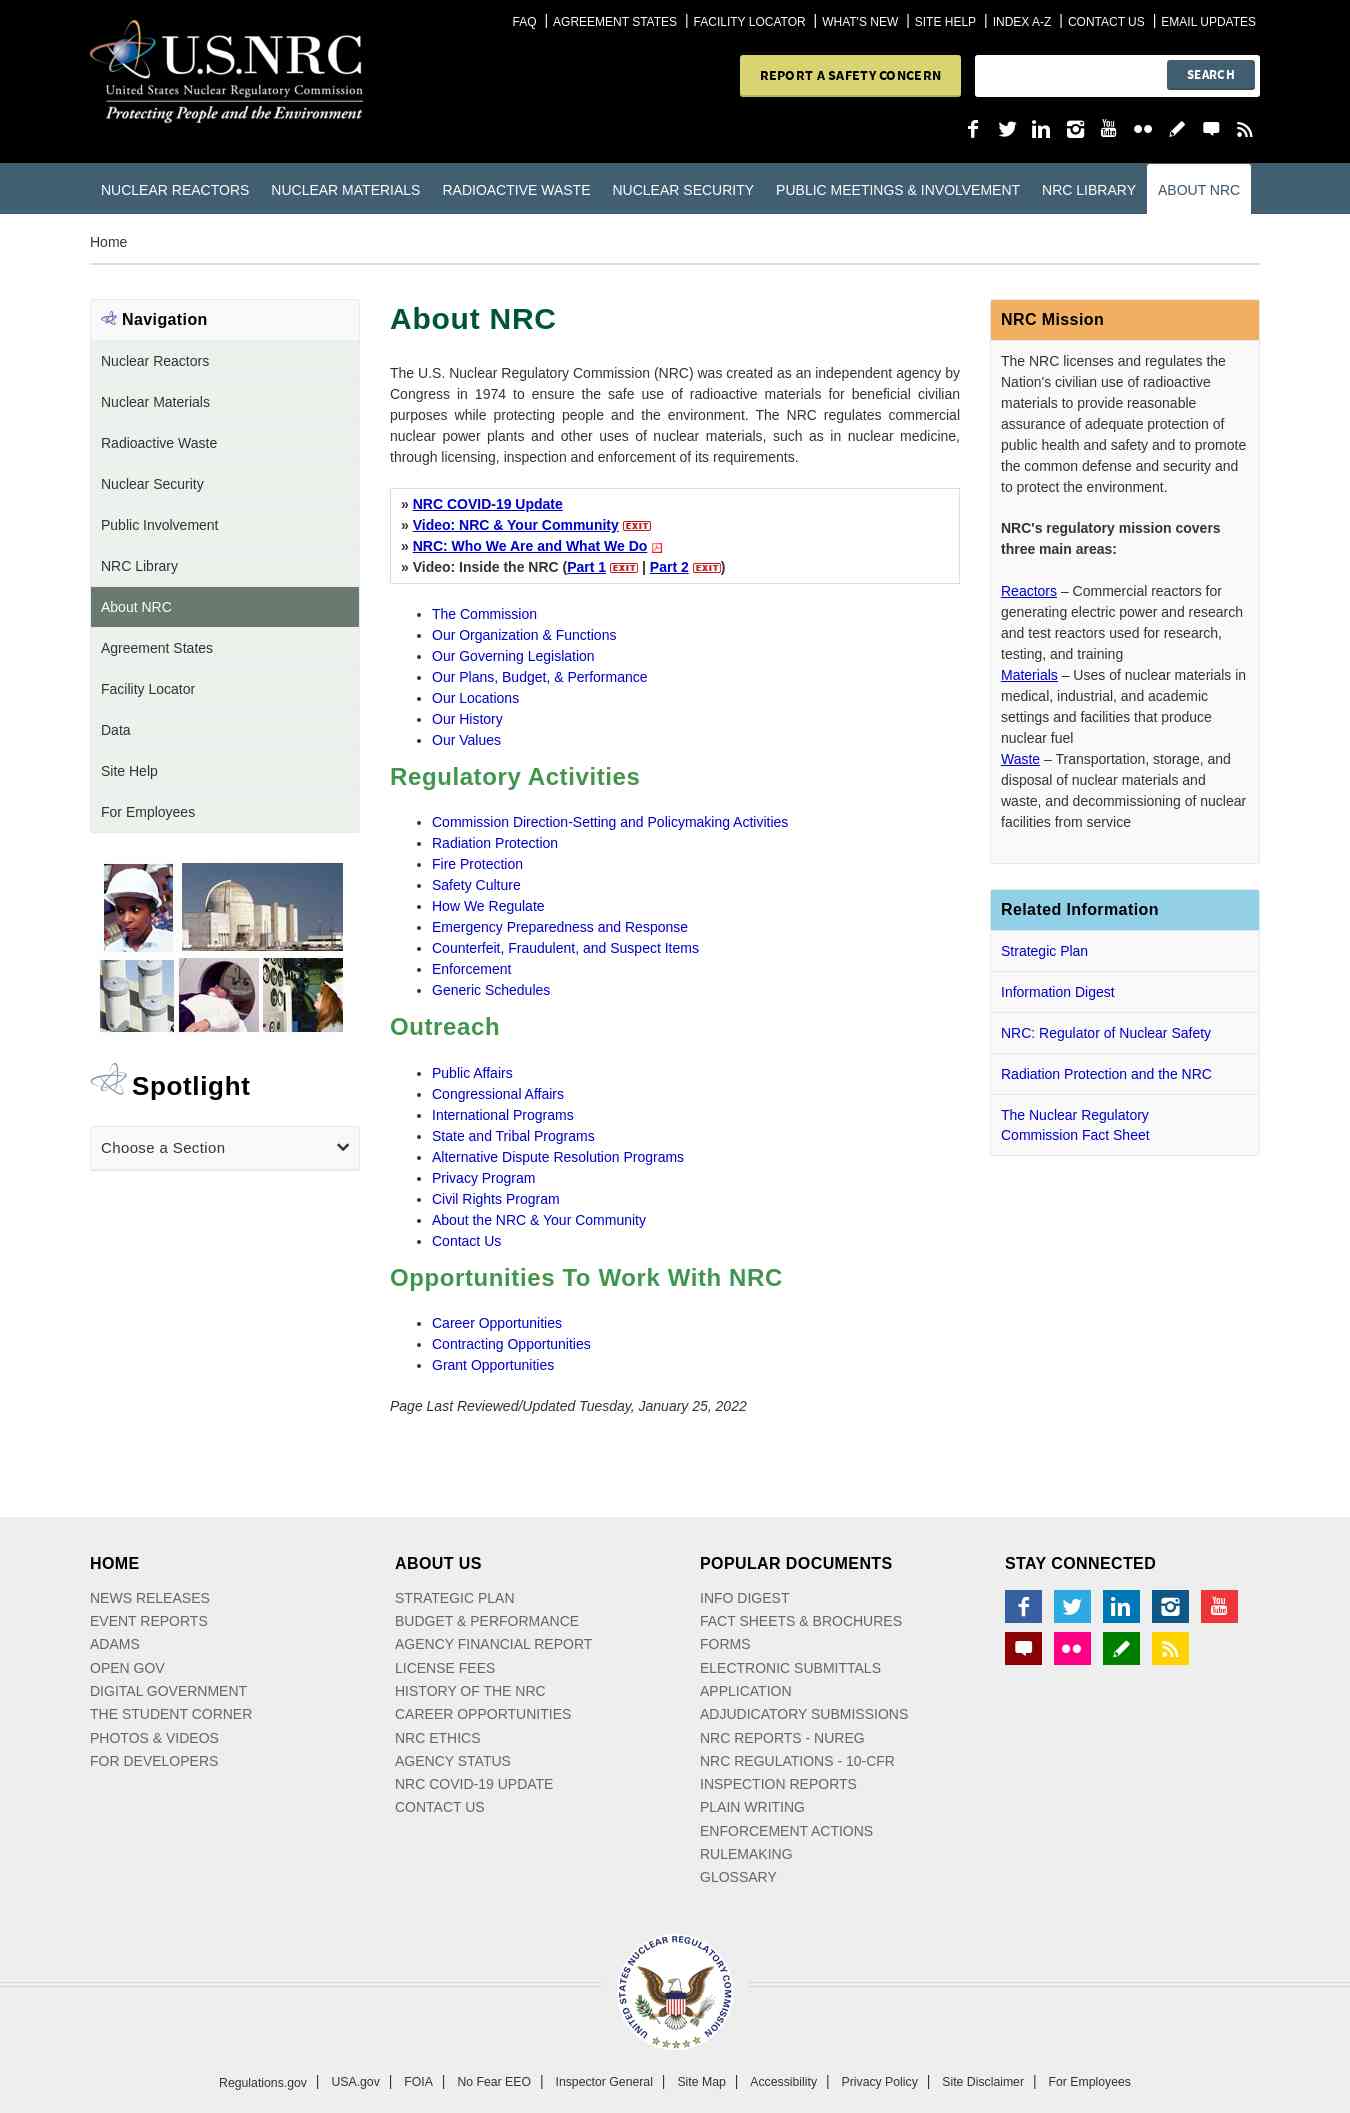 FAQ | AGREEMENT STATES | FACILITY LOCATOR | WHAT'S NEW | SITE HELP | INDEX A-Z | CONTACT US | EMAIL UPDATES
U.S.NRC
United States Nuclear Regulatory Commission
Protecting People and the Environment
REPORT A SAFETY CONCERN
SEARCH
NUCLEAR REACTORS NUCLEAR MATERIALS RADIOACTIVE WASTE NUCLEAR SECURITY PUBLIC MEETINGS & INVOLVEMENT NRC LIBRARY ABOUT NRC
Home
Navigation
Nuclear Reactors
Nuclear Materials
Radioactive Waste
Nuclear Security
Public Involvement
NRC Library
About NRC
Agreement States
Facility Locator
Data
Site Help
For Employees
Spotlight
Choose a Section
About NRC
The U.S. Nuclear Regulatory Commission (NRC) was created as an independent agency by
Congress in 1974 to ensure the safe use of radioactive materials for beneficial civilian
purposes while protecting people and the environment. The NRC regulates commercial
nuclear power plants and other uses of nuclear materials, such as in nuclear medicine,
through licensing, inspection and enforcement of its requirements.
» NRC COVID-19 Update
» Video: NRC & Your Community EXIT
» NRC: Who We Are and What We Do
» Video: Inside the NRC (Part 1 EXIT | Part 2 EXIT)
• The Commission
• Our Organization & Functions
• Our Governing Legislation
• Our Plans, Budget, & Performance
• Our Locations
• Our History
• Our Values
Regulatory Activities
• Commission Direction-Setting and Policymaking Activities
• Radiation Protection
• Fire Protection
• Safety Culture
• How We Regulate
• Emergency Preparedness and Response
• Counterfeit, Fraudulent, and Suspect Items
• Enforcement
• Generic Schedules
Outreach
• Public Affairs
• Congressional Affairs
• International Programs
• State and Tribal Programs
• Alternative Dispute Resolution Programs
• Privacy Program
• Civil Rights Program
• About the NRC & Your Community
• Contact Us
Opportunities To Work With NRC
• Career Opportunities
• Contracting Opportunities
• Grant Opportunities
Page Last Reviewed/Updated Tuesday, January 25, 2022
NRC Mission
The NRC licenses and regulates the
Nation's civilian use of radioactive
materials to provide reasonable
assurance of adequate protection of
public health and safety and to promote
the common defense and security and
to protect the environment.
NRC's regulatory mission covers
three main areas:
Reactors – Commercial reactors for
generating electric power and research
and test reactors used for research,
testing, and training
Materials – Uses of nuclear materials in
medical, industrial, and academic
settings and facilities that produce
nuclear fuel
Waste – Transportation, storage, and
disposal of nuclear materials and
waste, and decommissioning of nuclear
facilities from service
Related Information
Strategic Plan
Information Digest
NRC: Regulator of Nuclear Safety
Radiation Protection and the NRC
The Nuclear Regulatory
Commission Fact Sheet
HOME
NEWS RELEASES
EVENT REPORTS
ADAMS
OPEN GOV
DIGITAL GOVERNMENT
THE STUDENT CORNER
PHOTOS & VIDEOS
FOR DEVELOPERS
ABOUT US
STRATEGIC PLAN
BUDGET & PERFORMANCE
AGENCY FINANCIAL REPORT
LICENSE FEES
HISTORY OF THE NRC
CAREER OPPORTUNITIES
NRC ETHICS
AGENCY STATUS
NRC COVID-19 UPDATE
CONTACT US
POPULAR DOCUMENTS
INFO DIGEST
FACT SHEETS & BROCHURES
FORMS
ELECTRONIC SUBMITTALS
APPLICATION
ADJUDICATORY SUBMISSIONS
NRC REPORTS - NUREG
NRC REGULATIONS - 10-CFR
INSPECTION REPORTS
PLAIN WRITING
ENFORCEMENT ACTIONS
RULEMAKING
GLOSSARY
STAY CONNECTED
UNITED STATES NUCLEAR REGULATORY COMMISSION
Regulations.gov | USA.gov | FOIA | No Fear EEO | Inspector General | Site Map | Accessibility | Privacy Policy | Site Disclaimer | For Employees